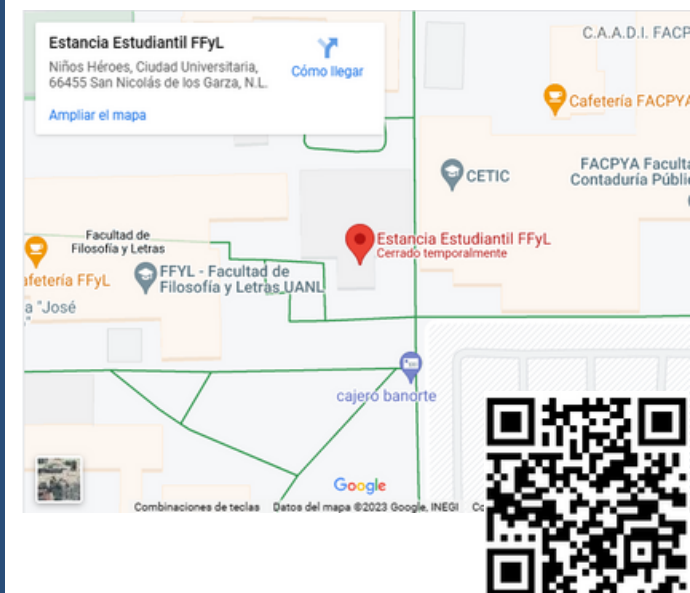 Estancia Estudiantil FFyL
Niños Héroes, Ciudad Universitaria,
66455 San Nicolás de los Garza, N.L.
Cómo llegar
Ampliar el mapa
C.A.A.D.I. FACP
Cafetería FACPYA
CETIC
FACPYA Faculta
Contaduría Públic
Estancia Estudiantil FFyL
Cerrado temporalmente
Facultad de
Filosofía y Letras
afetería FFyL
FFYL - Facultad de
Filosofía y Letras UANL
a "José
cajero banorte
Google
Combinaciones de teclas
Datos del mapa ©2023 Google, INEGI